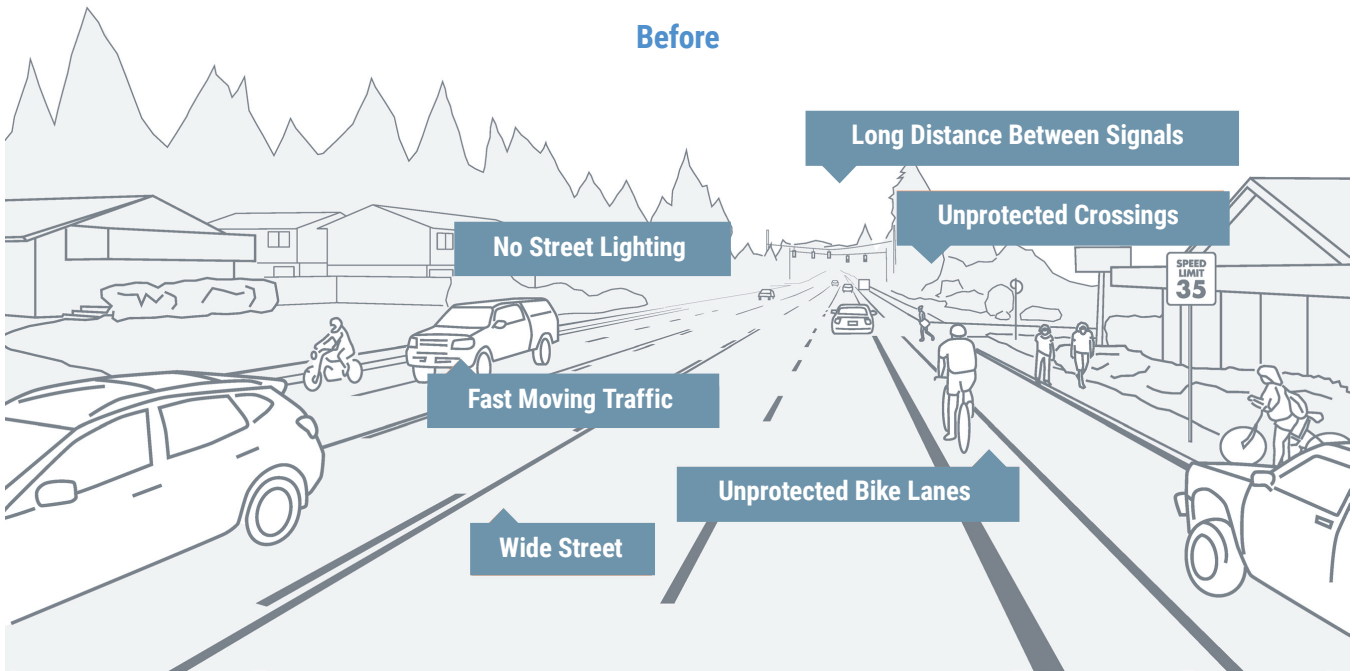 Before
Long Distance Between Signals
Unprotected Crossings
No Street Lighting
SPEED
LIMIT
35
Fast Moving Traffic
Unprotected Bike Lanes
Wide Street